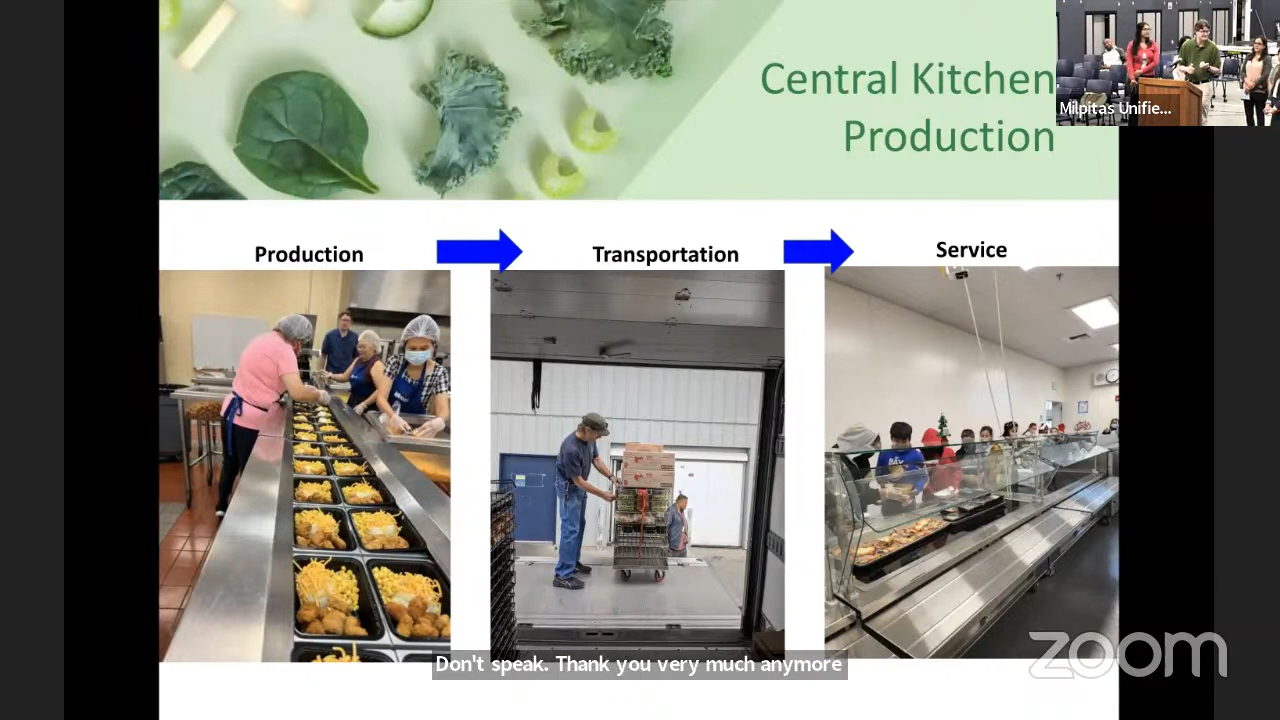 Central Kitchen
Production
Milpitas Unifie...
Production
Transportation
Service
Don't speak. Thank you very much anymore
zoom